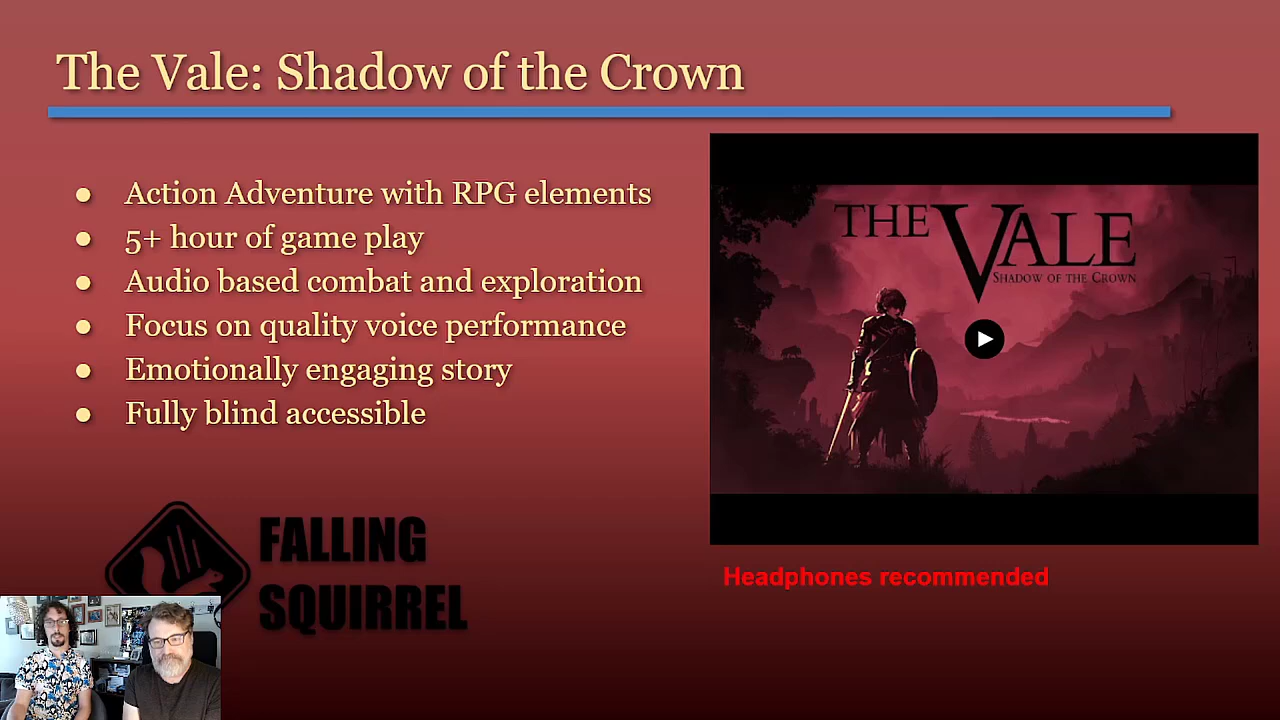 The Vale: Shadow of the Crown
● Action Adventure with RPG elements
● 5+ hour of game play
● Audio based combat and exploration
● Focus on quality voice performance
● Emotionally engaging story
● Fully blind accessible
THE VALE
SHADOW OF THE CROWN
Headphones recommended
FALLING
SQUIRREL